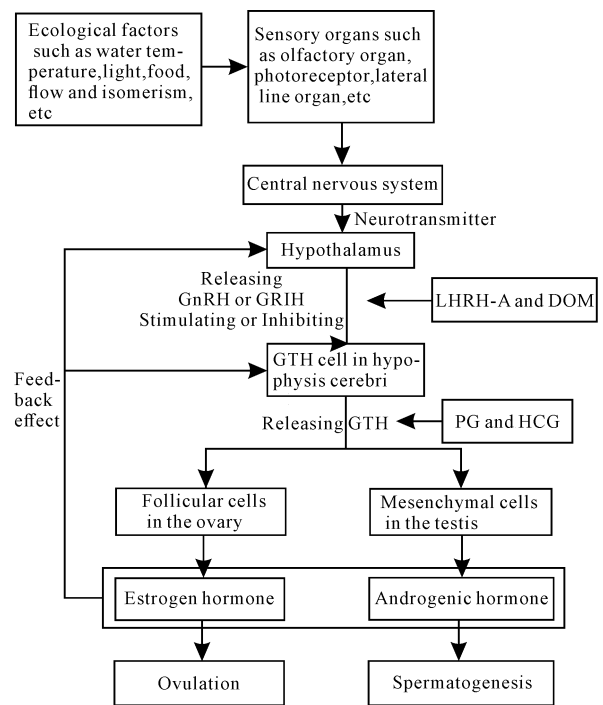 Ecological factors
such as water tem-
perature,light,food,
flow and isomerism,
etc
Sensory organs such
as olfactory organ,
photoreceptor,lateral
line organ,etc
Central nervous system
Neurotransmitter
Hypothalamus
Releasing
GnRH or GRIH
Stimulating or Inhibiting
LHRH-A and DOM
GTH cell in hypo-
physis cerebri
Feed-
back
effect
Releasing GTH
PG and HCG
Follicular cells
in the ovary
Mesenchymal cells
in the testis
Estrogen hormone
Androgenic hormone
Ovulation
Spermatogenesis